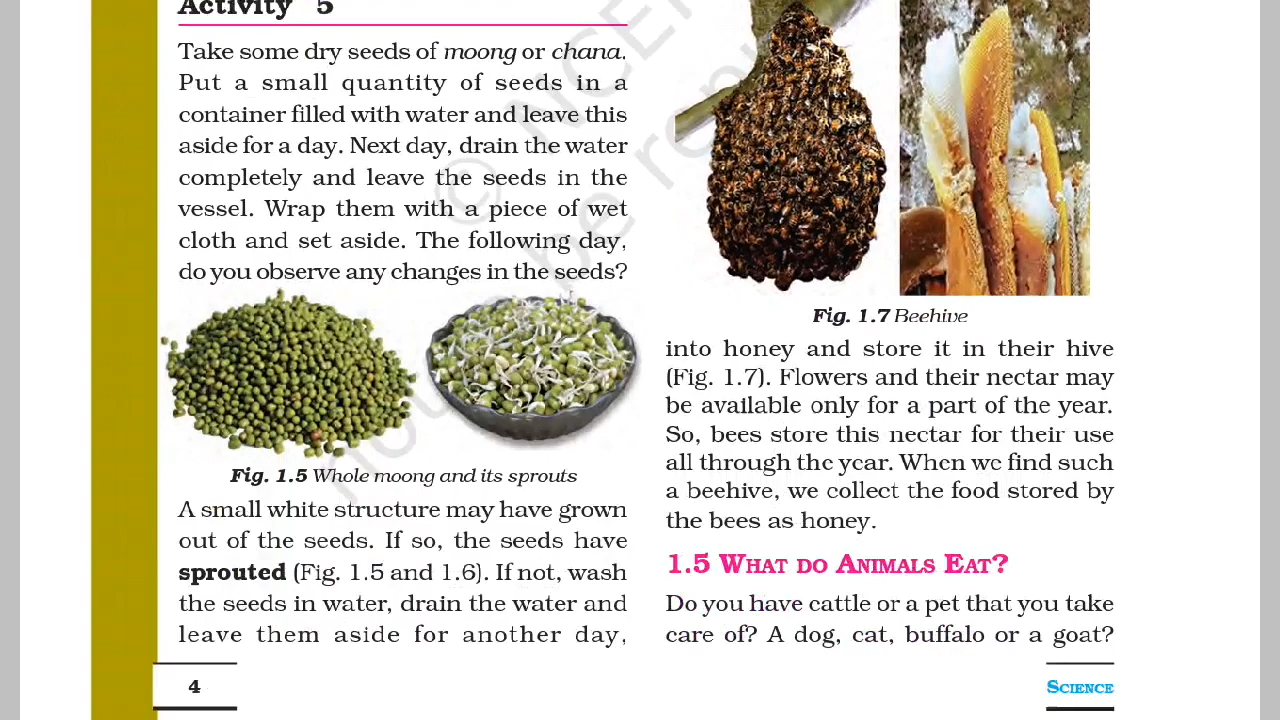 Activity 5
Take some dry seeds of moong or chana.
Put a small quantity of seeds in a
container filled with water and leave this
aside for a day. Next day, drain the water
completely and leave the seeds in the
vessel. Wrap them with a piece of wet
cloth and set aside. The following day,
do you observe any changes in the seeds?
Fig. 1.5 Whole moong and its sprouts
A small white structure may have grown
out of the seeds. If so, the seeds have
sprouted (Fig. 1.5 and 1.6). If not, wash
the seeds in water, drain the water and
leave them aside for another day,
4
Fig. 1.7 Beehive
into honey and store it in their hive
(Fig. 1.7). Flowers and their nectar may
be available only for a part of the year.
So, bees store this nectar for their use
all through the year. When we find such
a beehive, we collect the food stored by
the bees as honey.
1.5 WHAT DO ANIMALS EAT?
Do you have cattle or a pet that you take
care of? A dog, cat, buffalo or a goat?
SCIENCE